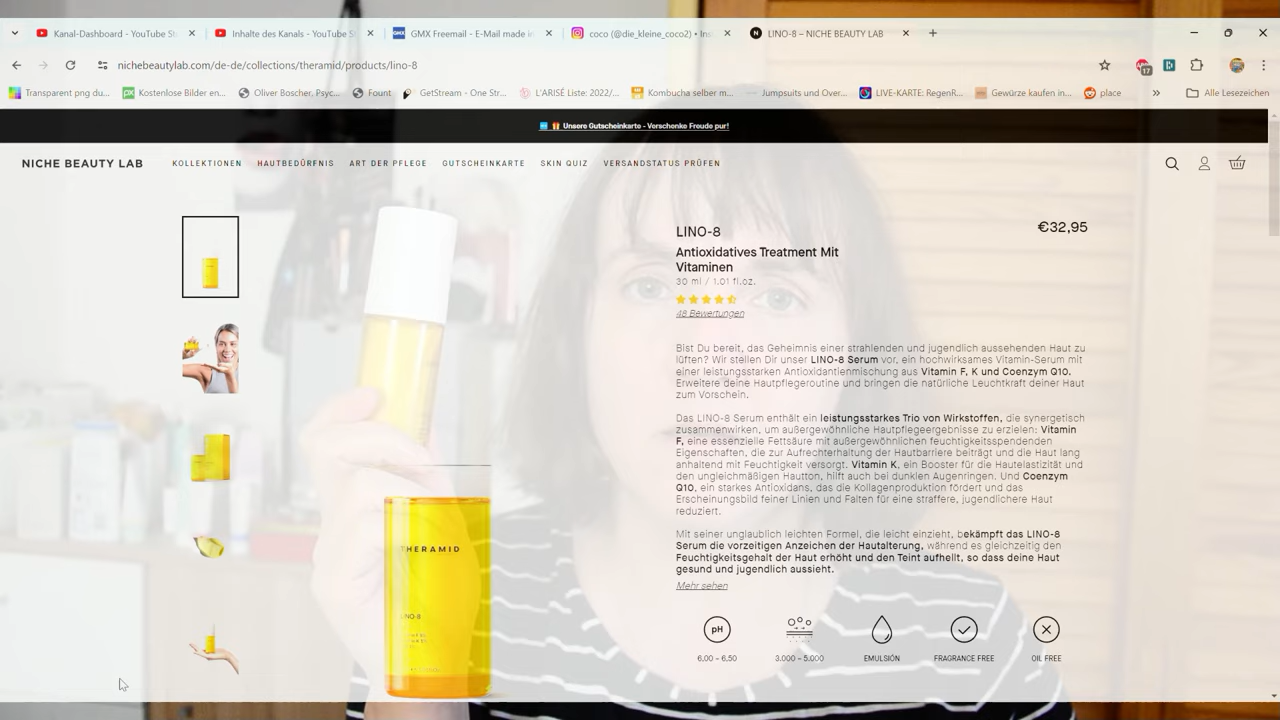 Kanal-Dashboard - YouTube St
Inhalte des Kanals - YouTube S
GMX Freemail - E-Mail made in
coco (@die_kleine_coco2) • Ins
LINO-8 – NICHE BEAUTY LAB
nichebeautylab.com/de-de/collections/theramid/products/lino-8
17
Transparent png du...
Kostenlose Bilder en...
Oliver Boscher, Psyc...
Fount
GetStream - One Str...
L'ARISÉ Liste: 2022/...
Kombucha selber m...
Jumpsuits und Over...
LIVE-KARTE: RegenR...
Gewürze kaufen in...
place
Alle Lesezeichen
Unsere Gutscheinkarte - Verschenke Freude pur!
NICHE BEAUTY LAB
KOLLEKTIONEN
HAUTBEDÜRFNIS
ART DER PFLEGE
GUTSCHEINKARTE
SKIN QUIZ
VERSANDSTATUS PRÜFEN
LINO-8
€32,95
Antioxidatives Treatment Mit
Vitaminen
30 ml / 1.01 fl.oz.
48 Bewertungen
Bist Du bereit, das Geheimnis einer strahlenden und jugendlich aussehenden Haut zu
lüften? Wir stellen Dir unser LINO-8 Serum vor, ein hochwirksames Vitamin-Serum mit
einer leistungsstarken Antioxidantienmischung aus Vitamin F, K und Coenzym Q10.
Erweitere deine Hautpflegeroutine und bringen die natürliche Leuchtkraft deiner Haut
zum Vorschein.
Das LINO-8 Serum enthält ein leistungsstarkes Trio von Wirkstoffen, die synergetisch
zusammenwirken, um außergewöhnliche Hautpflegeergebnisse zu erzielen: Vitamin
F, eine essenzielle Fettsäure mit außergewöhnlichen feuchtigkeitsspendenden
Eigenschaften, die zur Aufrechterhaltung der Hautbarriere beiträgt und die Haut lang
anhaltend mit Feuchtigkeit versorgt. Vitamin K, ein Booster für die Hautelastizität und
den ungleichmäßigen Hautton, hilft auch bei dunklen Augenringen. Und Coenzym
Q10, ein starkes Antioxidans, das die Kollagenproduktion fördert und das
Erscheinungsbild feiner Linien und Falten für eine straffere, jugendlichere Haut
reduziert.
Mit seiner unglaublich leichten Formel, die leicht einzieht, bekämpft das LINO-8
Serum die vorzeitigen Anzeichen der Hautalterung, während es gleichzeitig den
Feuchtigkeitsgehalt der Haut erhöht und den Teint aufhellt, so dass deine Haut
gesund und jugendlich aussieht.
Mehr sehen
THERAMID
LINO-8
pH
6,00 – 6,50
3.000 – 5.000
EMULSIÓN
FRAGRANCE FREE
OIL FREE